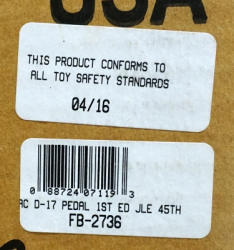 USA
THIS PRODUCT CONFORMS TO
ALL TOY SAFETY STANDARDS
04/16
0 88724 07119 3
AC D-17 PEDAL 1ST ED JLE 45TH
FB-2736